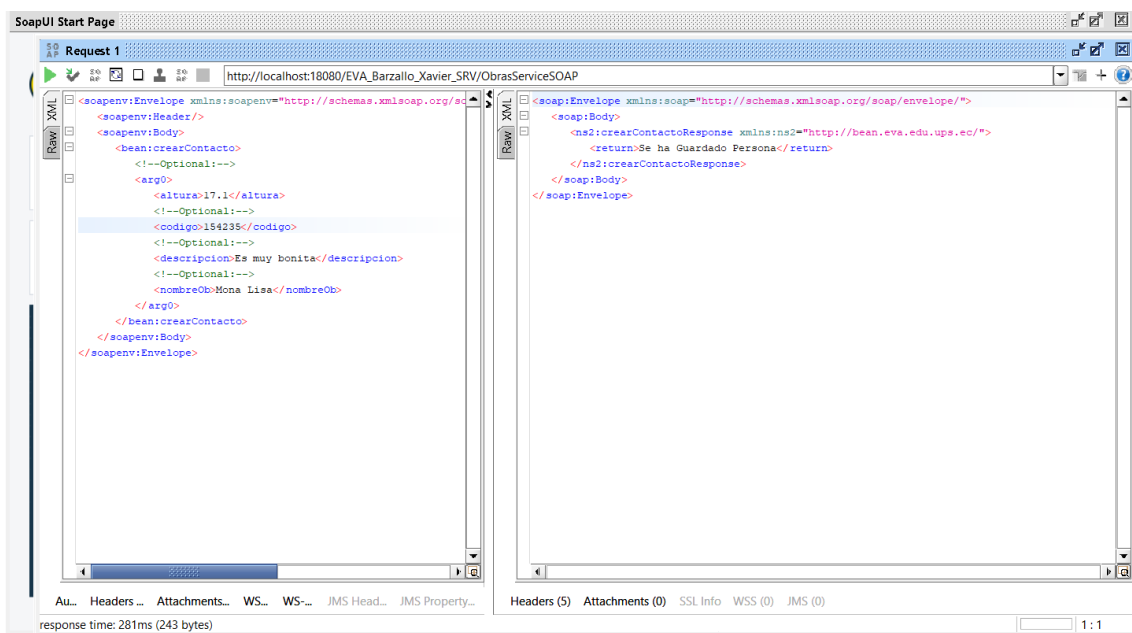 SoapUI Start Page
SO AP Request 1
http://localhost:18080/EVA_Barzallo_Xavier_SRV/ObrasServiceSOAP
XML
Raw
<soapenv:Envelope xmlns:soapenv="http://schemas.xmlsoap.org/so
<soapenv:Header/>
<soapenv:Body>
<bean:crearContacto>
<!--Optional:-->
<arg0>
<altura>17.1</altura>
<!--Optional:-->
<codigo>154235</codigo>
<!--Optional:-->
<descripcion>Es muy bonita</descripcion>
<!--Optional:-->
<nombreOb>Mona Lisa</nombreOb>
</arg0>
</bean:crearContacto>
</soapenv:Body>
</soapenv:Envelope>
XML
Raw
<soap:Envelope xmlns:soap="http://schemas.xmlsoap.org/soap/envelope/">
<soap:Body>
<ns2:crearContactoResponse xmlns:ns2="http://bean.eva.edu.ups.ec/">
<return>Se ha Guardado Persona</return>
</ns2:crearContactoResponse>
</soap:Body>
</soap:Envelope>
Au... Headers ... Attachments... WS... WS-... JMS Head... JMS Property...
Headers (5) Attachments (0) SSL Info WSS (0) JMS (0)
response time: 281ms (243 bytes)
1 : 1